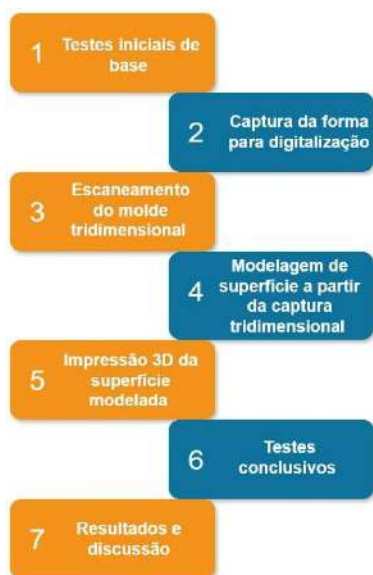 1 Testes iniciais de
base
2 Captura da forma
para digitalização
3 Escaneamento
do molde
tridimensional
4 Modelagem de
superfície a partir
da captura
tridimensional
5 Impressão 3D da
superfície
modelada
6 Testes
conclusivos
7 Resultados e
discussão